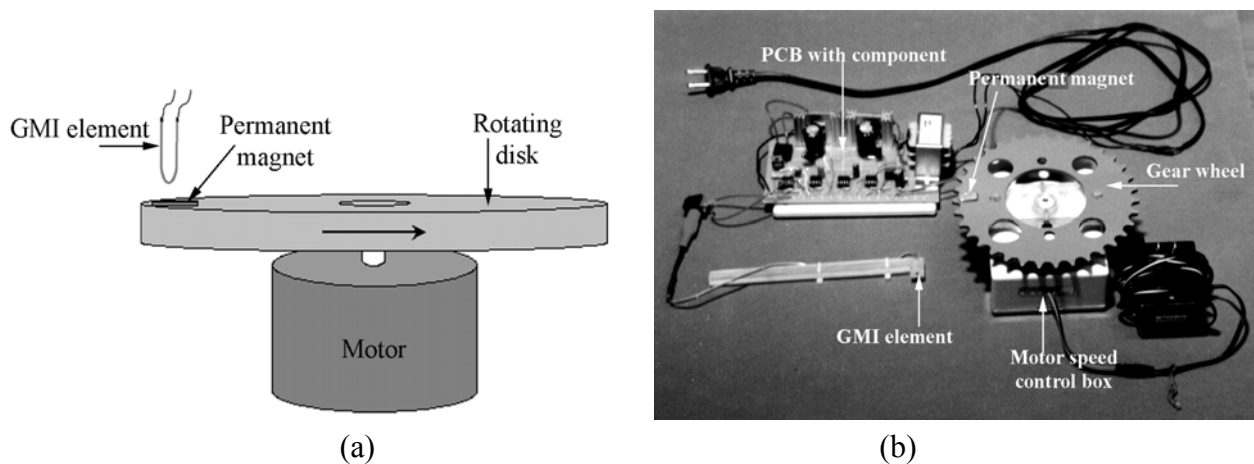 GMI element
Permanent
magnet
Rotating
disk
Motor
(a)
PCB with component
Permanent magnet
Gear wheel
GMI element
Motor speed
control box
(b)